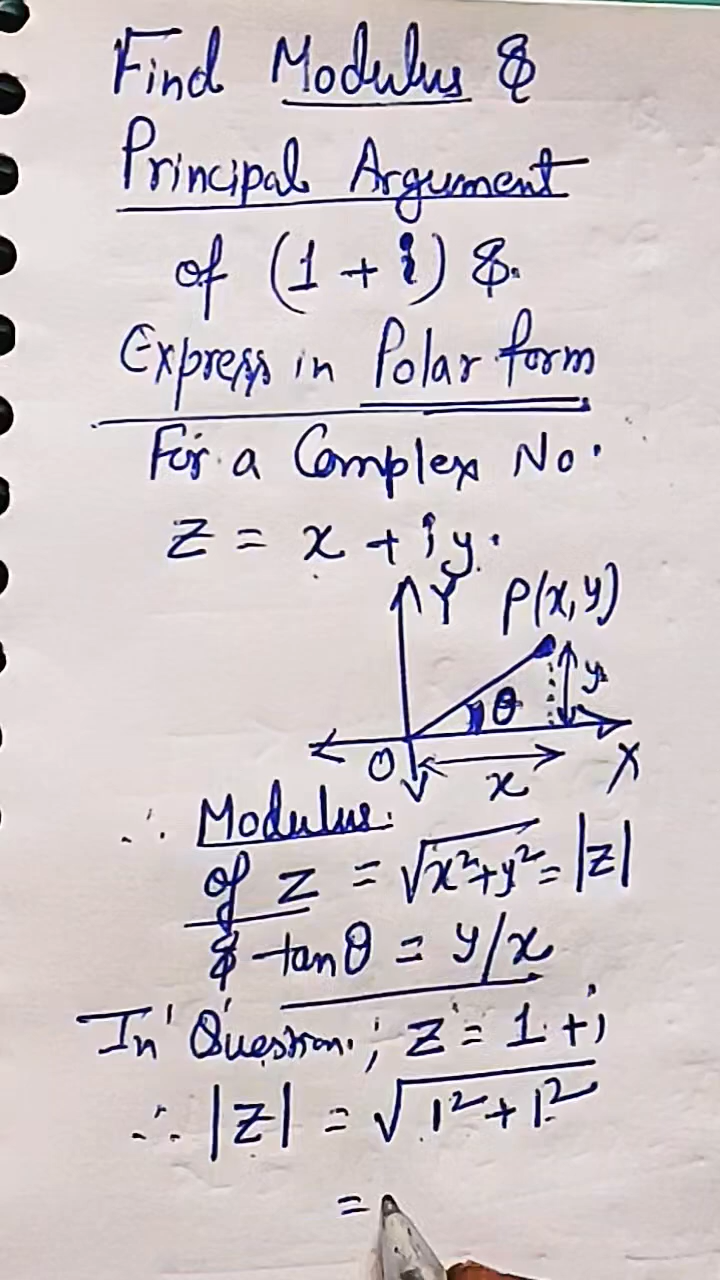 Find Modulus &
Principal Argument
of (1 + i) &
Express in Polar form
For a Complex No.
z = x + iy.
Y P(x, y)
θ y
O x X
∴ Modulus
of z = √x²+y² = |z|
& tanθ = y/x
In Question, z = 1 + i
∴ |z| = √1²+1²
=